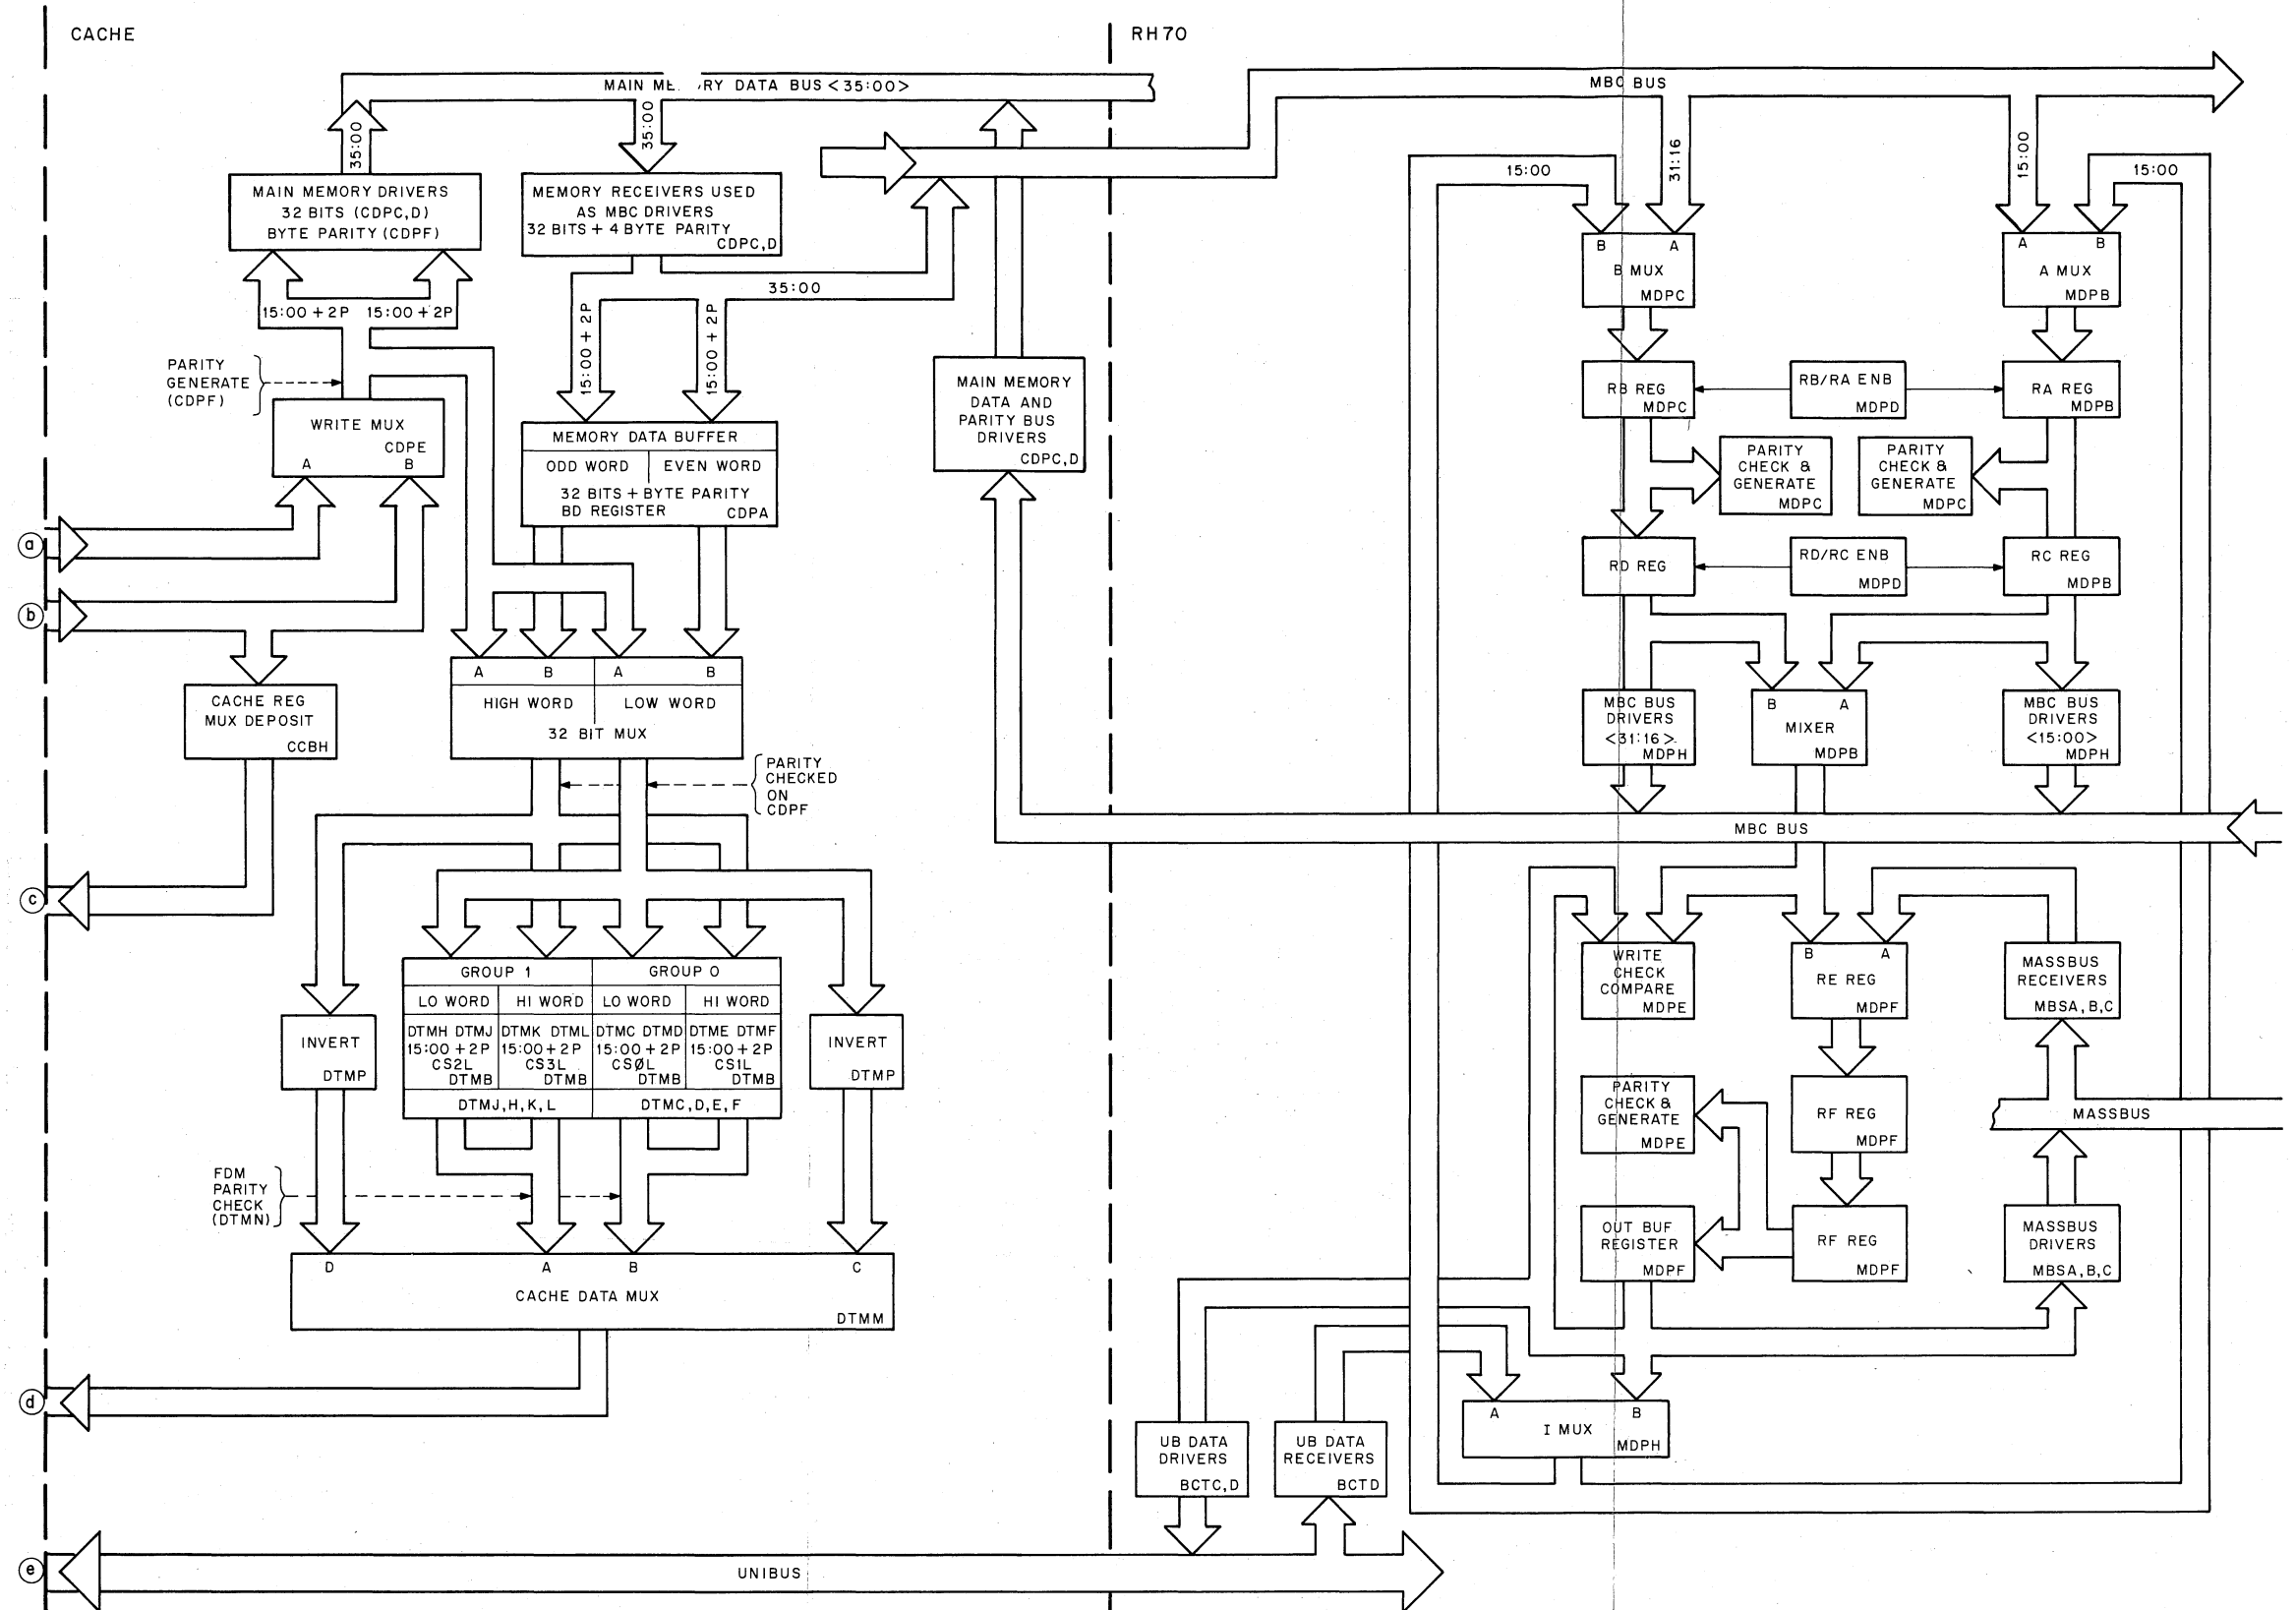 CACHE
RH70
MAIN ME RY DATA BUS <35:00>
MBC BUS
35:00
35:00
31:16
15:00
15:00
15:00
MAIN MEMORY DRIVERS
32 BITS (CDPC,D)
BYTE PARITY (CDPF)
MEMORY RECEIVERS USED
AS MBC DRIVERS
32 BITS + 4 BYTE PARITY
CDPC,D
B A
B MUX
MDPC
A B
A MUX
MDPB
15:00 + 2P 15:00 + 2P
35:00
15:00 + 2P
15:00 + 2P
PARITY
GENERATE
(CDPF)
WRITE MUX
CDPE
A B
MAIN MEMORY
DATA AND
PARITY BUS
DRIVERS
CDPC,D
RB REG
MDPC
RB/RA ENB
MDPD
RA REG
MDPB
MEMORY DATA BUFFER
ODD WORD EVEN WORD
32 BITS + BYTE PARITY
BD REGISTER CDPA
PARITY
CHECK &
GENERATE
MDPC
PARITY
CHECK &
GENERATE
MDPC
a
RD REG
RD/RC ENB
MDPD
RC REG
MDPB
b
CACHE REG
MUX DEPOSIT
CCBH
A B A B
HIGH WORD LOW WORD
32 BIT MUX
MBC BUS
DRIVERS
<31:16>
MDPH
B A
MIXER
MDPB
MBC BUS
DRIVERS
<15:00>
MDPH
PARITY
CHECKED
ON
CDPF
MBC BUS
c
WRITE
CHECK
COMPARE
MDPE
B A
RE REG
MDPF
MASSBUS
RECEIVERS
MBSA,B,C
GROUP 1 GROUP 0
LO WORD HI WORD LO WORD HI WORD
DTMH DTMJ DTMK DTML DTMC DTMD DTME DTMF
15:00 + 2P 15:00+2P 15:00 + 2P 15:00 + 2P
CS2L CS3L CSØL CS1L
DTMB DTMB DTMB DTMB
DTMJ,H,K,L DTMC,D,E,F
INVERT
DTMP
INVERT
DTMP
PARITY
CHECK &
GENERATE
MDPE
RF REG
MDPF
MASSBUS
FDM
PARITY
CHECK
(DTMN)
OUT BUF
REGISTER
MDPF
RF REG
MDPF
MASSBUS
DRIVERS
MBSA,B,C
D A B C
CACHE DATA MUX
DTMM
d
A B
I MUX
MDPH
UB DATA
DRIVERS
BCTC,D
UB DATA
RECEIVERS
BCTD
e
UNIBUS